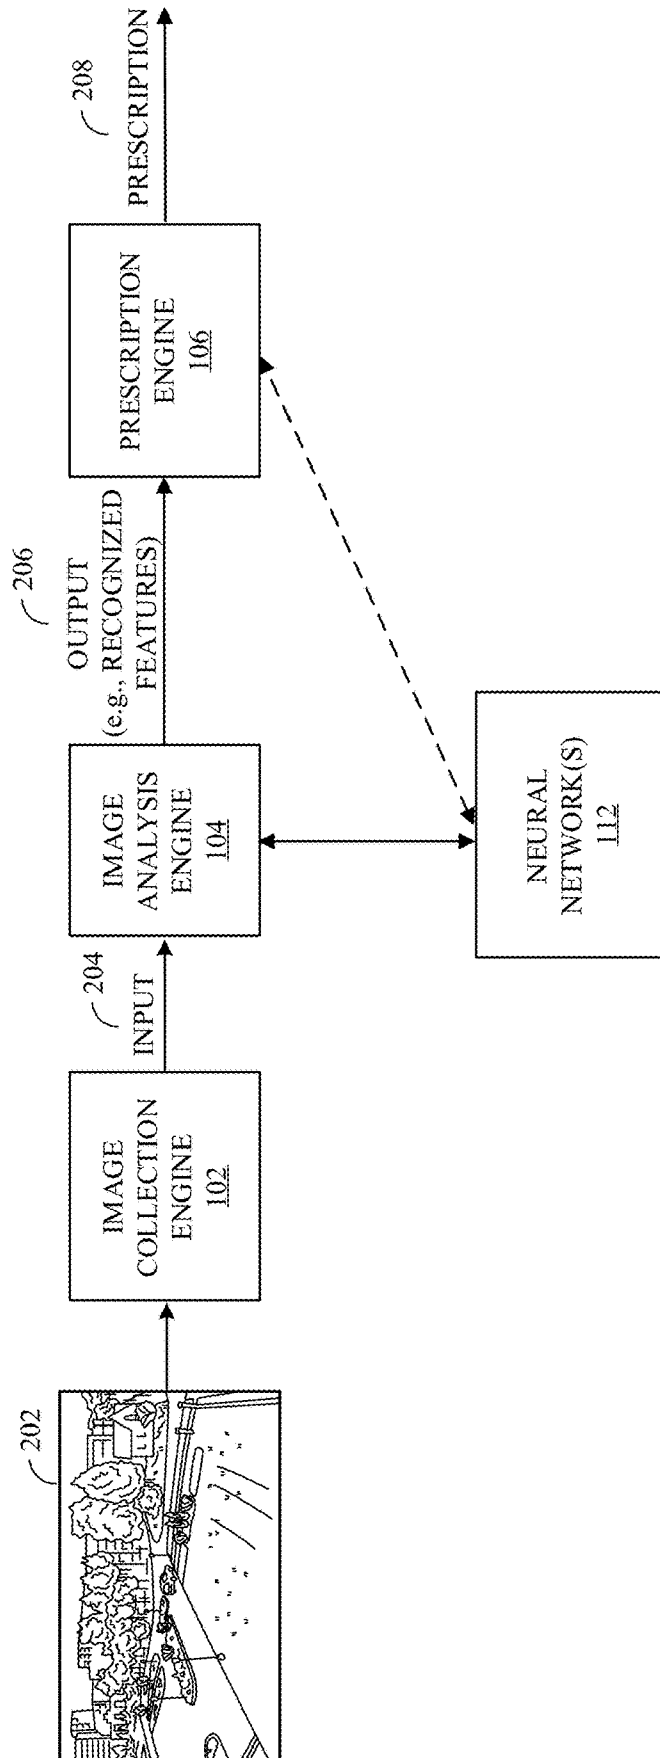 202
IMAGE
COLLECTION
ENGINE
102
204
INPUT
IMAGE
ANALYSIS
ENGINE
104
206
OUTPUT
(e.g., RECOGNIZED
FEATURES)
PRESCRIPTION
ENGINE
106
208
PRESCRIPTION
NEURAL
NETWORK(S)
112